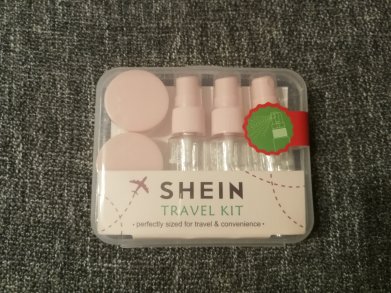 SHEIN
TRAVEL KIT
• perfectly sized for travel & convenience •